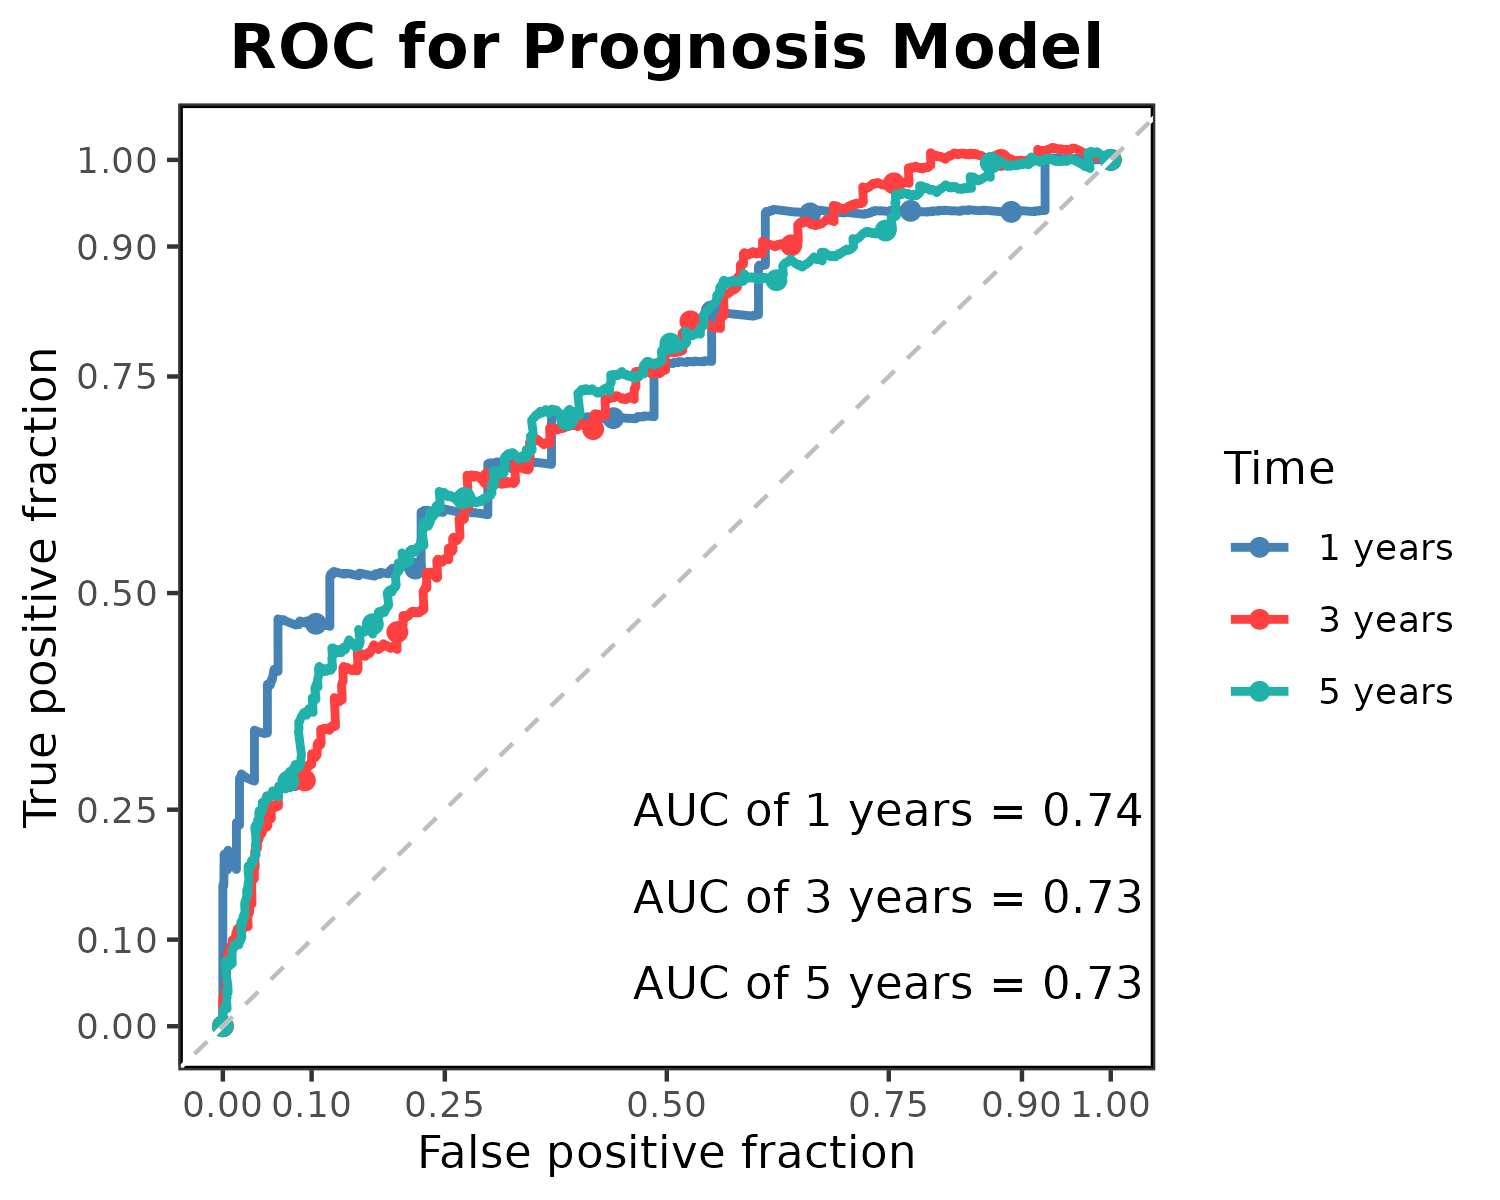 ROC for Prognosis Model
True positive fraction
1.00
0.90
0.75
0.50
0.25
0.10
0.00
AUC of 1 years = 0.74
AUC of 3 years = 0.73
AUC of 5 years = 0.73
0.00 0.10 0.25 0.50 0.75 0.90 1.00
False positive fraction
Time
1 years
3 years
5 years